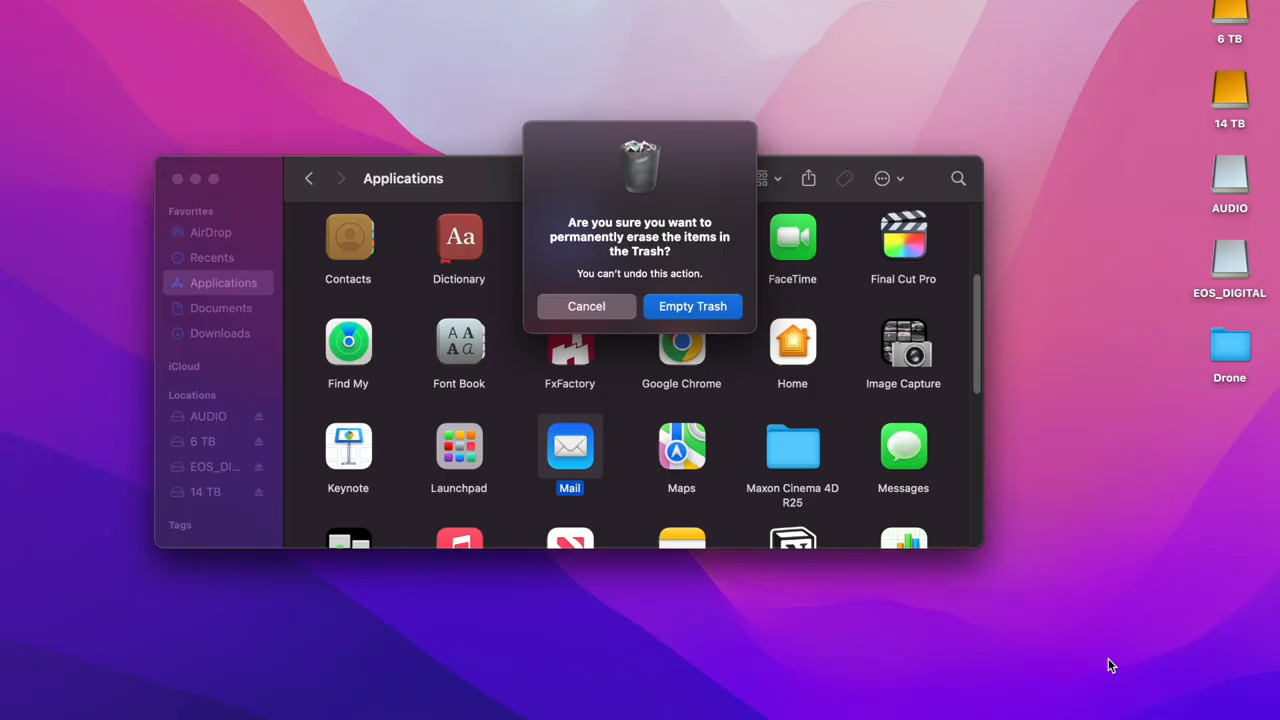 6 TB
14 TB
AUDIO
EOS_DIGITAL
Drone
Are you sure you want to
permanently erase the items in
the Trash?
You can't undo this action.
Cancel
Empty Trash
Applications
Favorites
AirDrop
Recents
Applications
Documents
Downloads
iCloud
Locations
AUDIO
6 TB
EOS_DI...
14 TB
Tags
Aa
Contacts
Dictionary
FaceTime
Final Cut Pro
A A
A a
Find My
Font Book
FxFactory
Google Chrome
Home
Image Capture
Keynote
Launchpad
Mail
Maps
Maxon Cinema 4D
R25
Messages